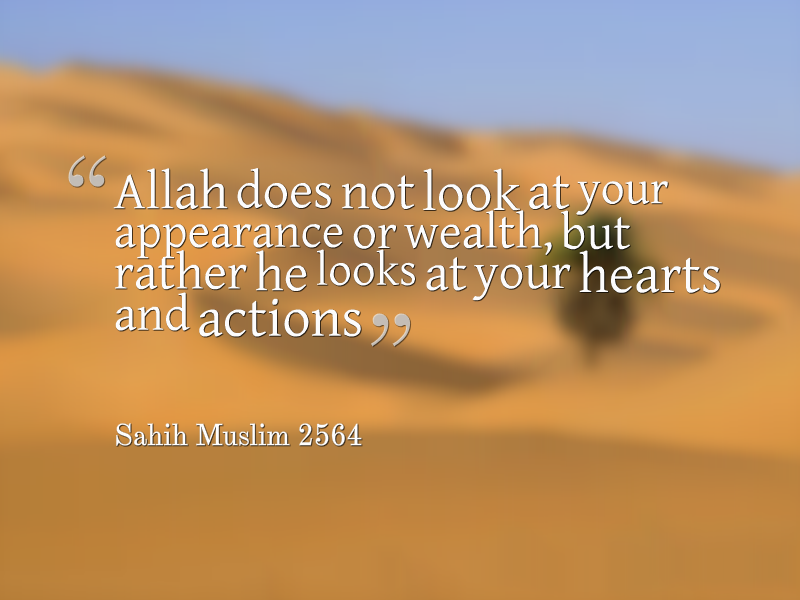 “Allah does not look at your
appearance or wealth, but
rather he looks at your hearts
and actions”
Sahih Muslim 2564